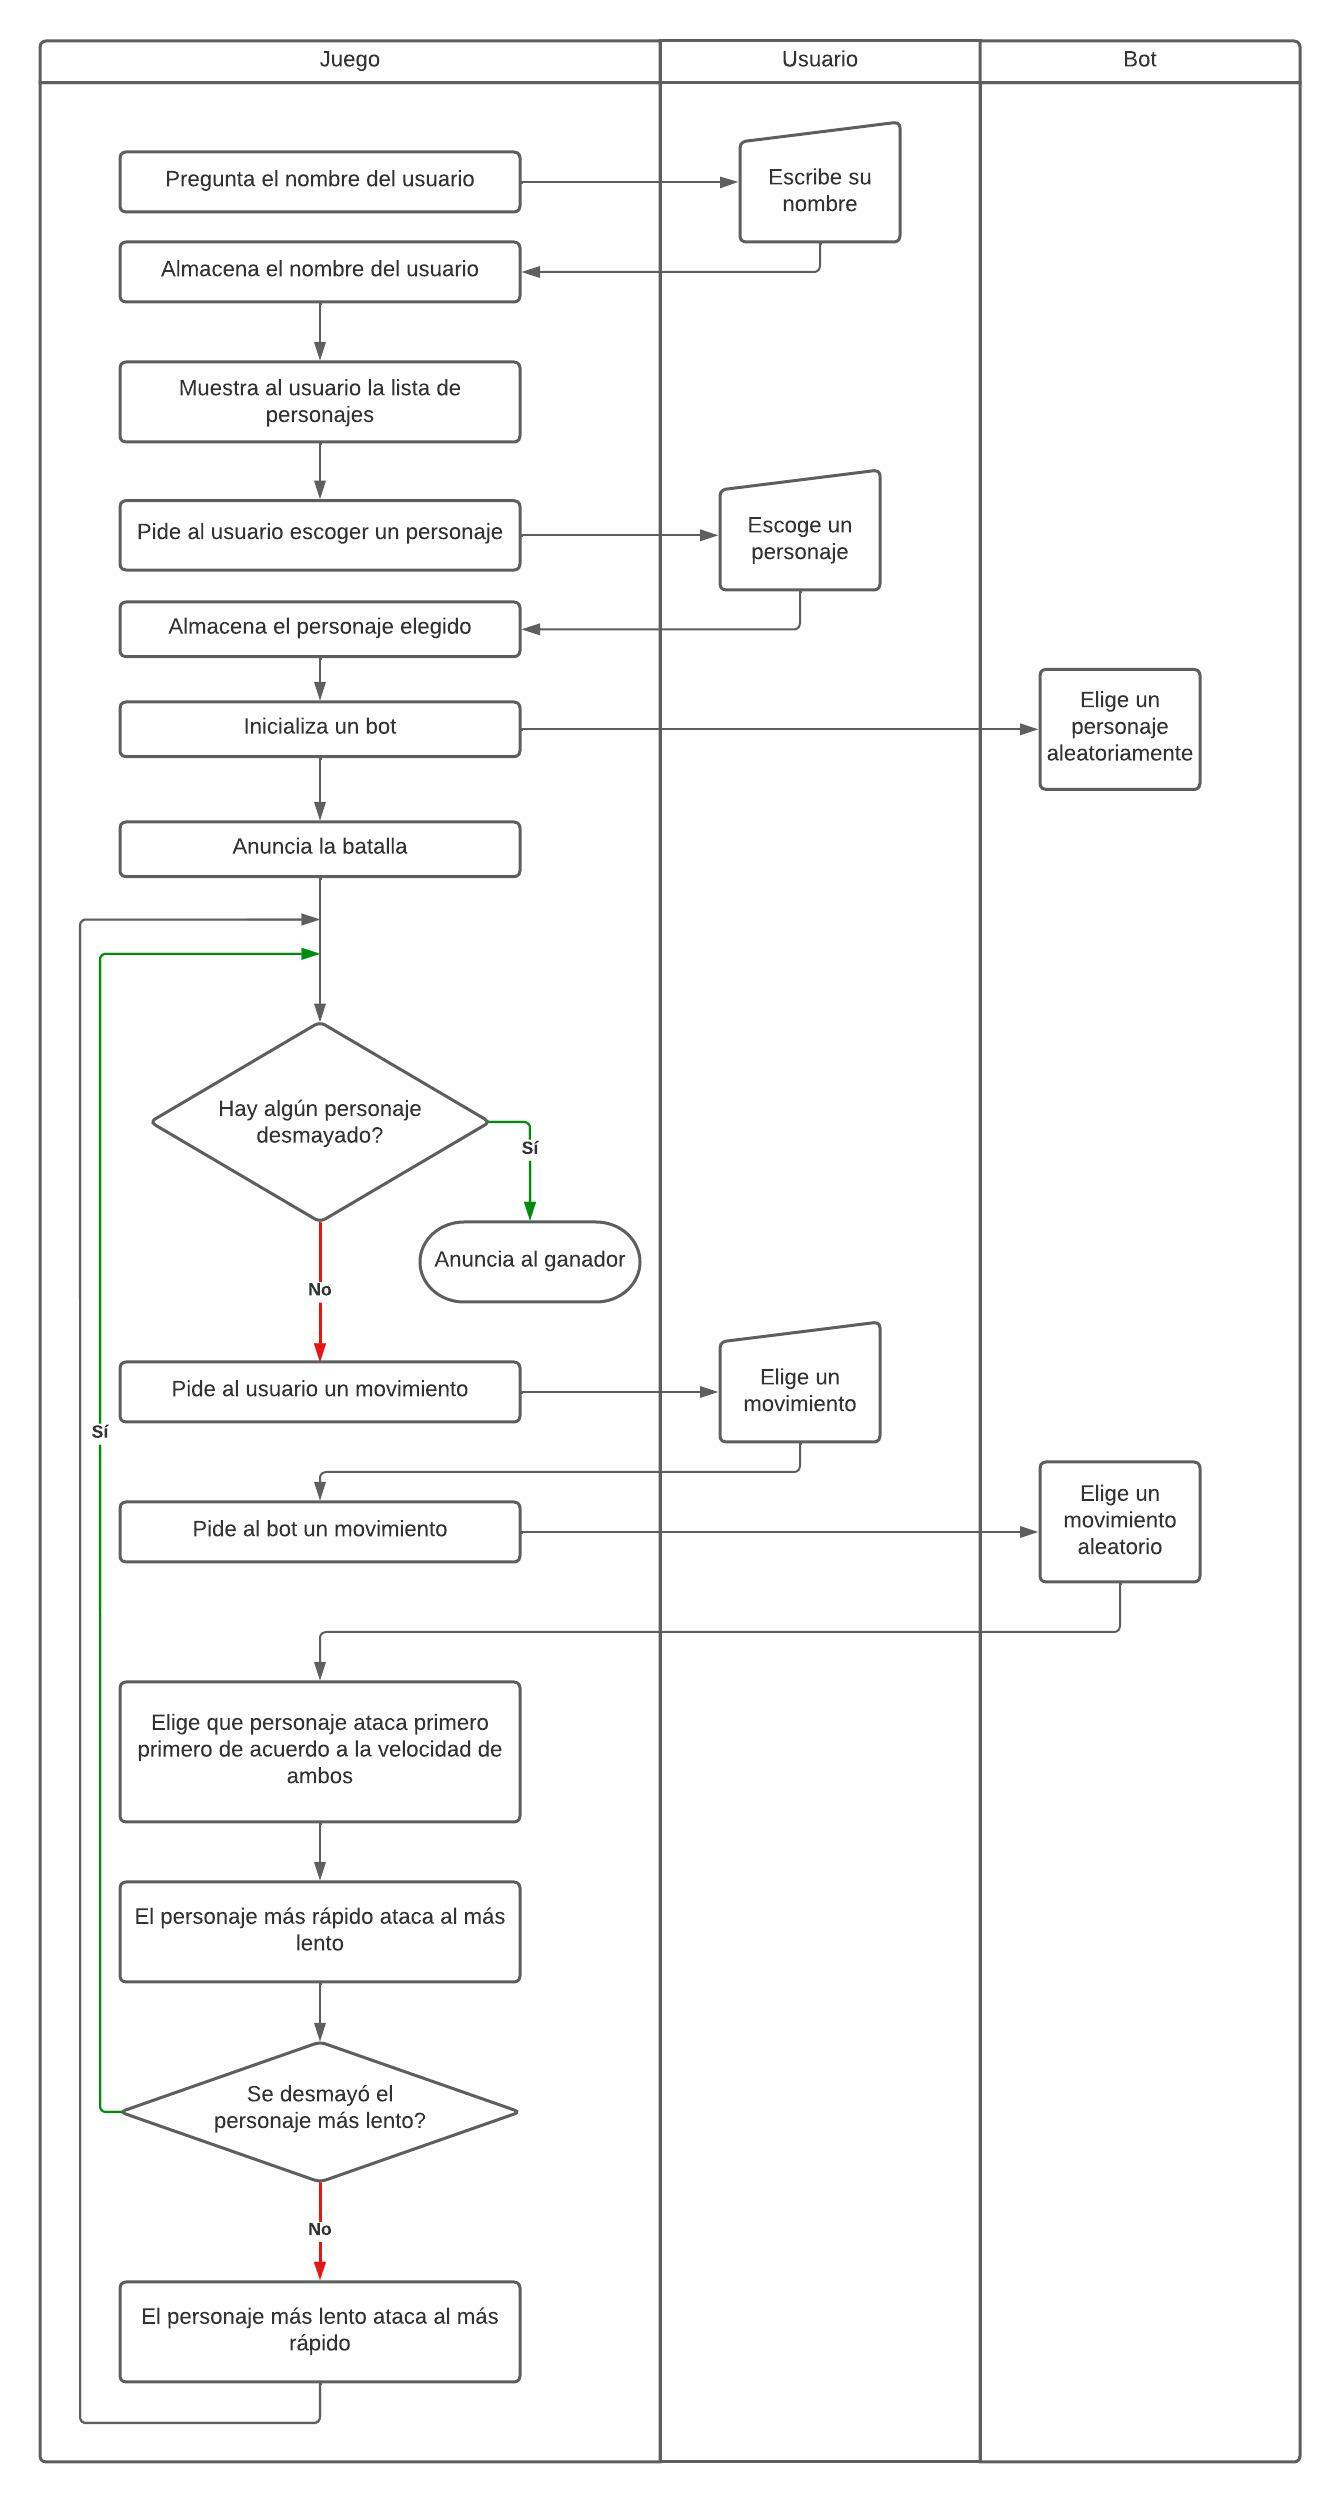 Juego
Usuario
Bot
Pregunta el nombre del usuario
Escribe su
nombre
Almacena el nombre del usuario
Muestra al usuario la lista de
personajes
Pide al usuario escoger un personaje
Escoge un
personaje
Almacena el personaje elegido
Inicializa un bot
Elige un
personaje
aleatoriamente
Anuncia la batalla
Hay algún personaje
desmayado?
Sí
Anuncia al ganador
No
Pide al usuario un movimiento
Elige un
movimiento
Sí
Pide al bot un movimiento
Elige un
movimiento
aleatorio
Elige que personaje ataca primero
primero de acuerdo a la velocidad de
ambos
El personaje más rápido ataca al más
lento
Se desmayó el
personaje más lento?
No
El personaje más lento ataca al más
rápido